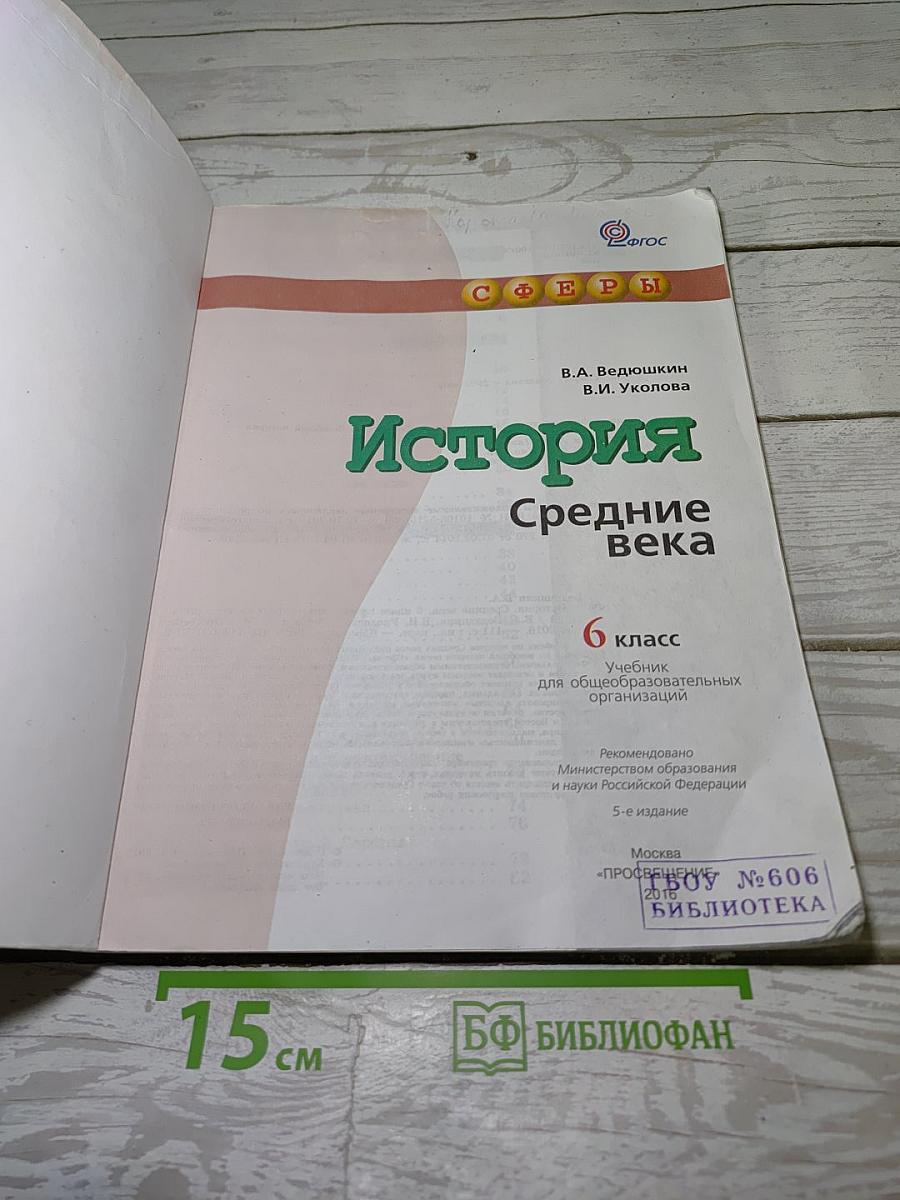 ФГОС
СФЕРЫ
В.А. Ведюшкин
В.И. Уколова
История
Средние
века
6 класс
Учебник
для общеобразовательных
организаций
Рекомендовано
Министерством образования
и науки Российской Федерации
5-е издание
Москва
«ПРОСВЕЩЕНИЕ»
2016
ГБОУ №606
БИБЛИОТЕКА
15 см
БФ БИБЛИОФАН